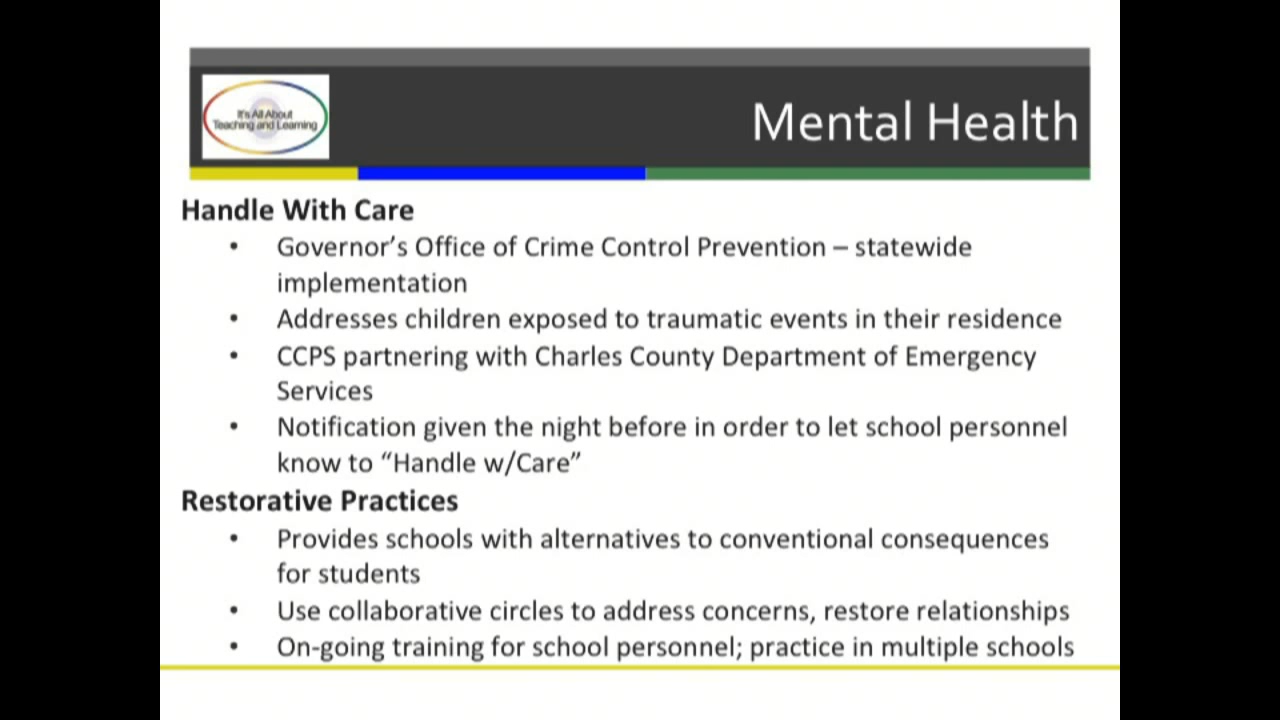 It's All About
Teaching and Learning
Mental Health
Handle With Care
• Governor's Office of Crime Control Prevention – statewide
implementation
• Addresses children exposed to traumatic events in their residence
• CCPS partnering with Charles County Department of Emergency
Services
• Notification given the night before in order to let school personnel
know to “Handle w/Care”
Restorative Practices
• Provides schools with alternatives to conventional consequences
for students
• Use collaborative circles to address concerns, restore relationships
• On-going training for school personnel; practice in multiple schools